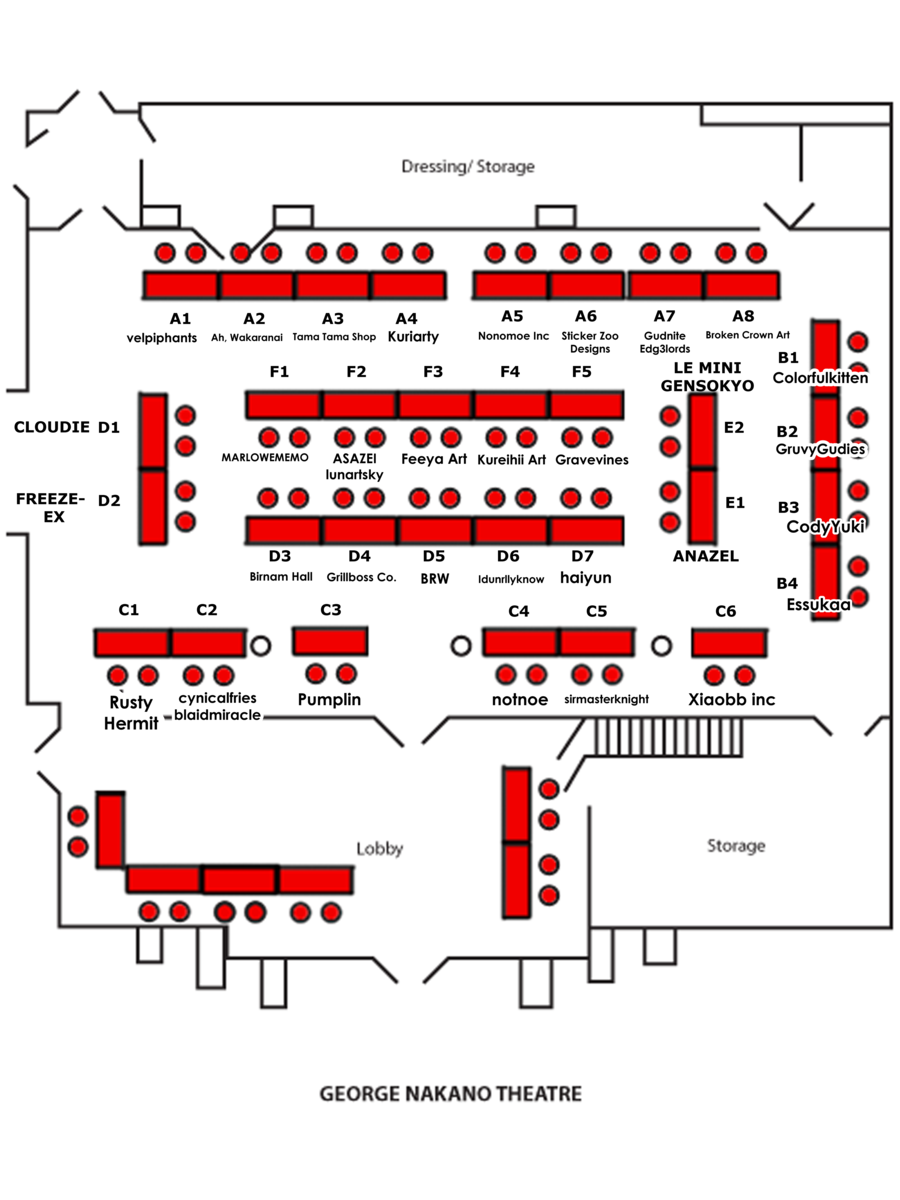 Dressing/ Storage
A1 A2 A3 A4 A5 A6 A7 A8
velpiphants Ah, Wakaranai Tama Tama Shop Kuriarty Nonomoe Inc Sticker Zoo Gudnite Broken Crown Art
Designs Edg3lords
B1
Colorfulkitten
F1 F2 F3 F4 F5
LE MINI
GENSOKYO
CLOUDIE D1
E2
B2
GruvyGudies
MARLOWEMEMO ASAZEI Feeya Art Kureihii Art Gravevines
lunartsky
FREEZE- D2
EX
E1
B3
CodyYuki
D3 D4 D5 D6 D7
ANAZEL
Birnam Hall Grillboss Co. BRW Idunrllyknow haiyun
B4
Essukaa
C1 C2 C3 C4 C5 C6
Rusty cynicalfries Pumplin notnoe sirmasterknight Xiaobb inc
Hermit blaidmiracle
Lobby
Storage
GEORGE NAKANO THEATRE